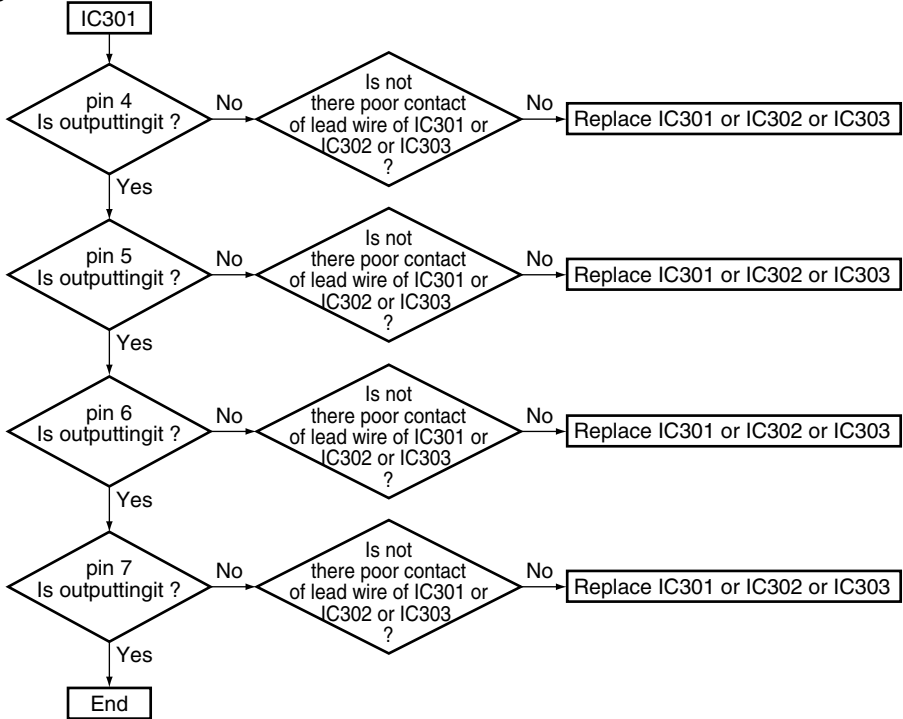 IC301
pin 4
Is outputtingit ?
No
Is not
there poor contact
of lead wire of IC301 or
IC302 or IC303
?
No
Replace IC301 or IC302 or IC303
Yes
pin 5
Is outputtingit ?
No
Is not
there poor contact
of lead wire of IC301 or
IC302 or IC303
?
No
Replace IC301 or IC302 or IC303
Yes
pin 6
Is outputtingit ?
No
Is not
there poor contact
of lead wire of IC301 or
IC302 or IC303
?
No
Replace IC301 or IC302 or IC303
Yes
pin 7
Is outputtingit ?
No
Is not
there poor contact
of lead wire of IC301 or
IC302 or IC303
?
No
Replace IC301 or IC302 or IC303
Yes
End